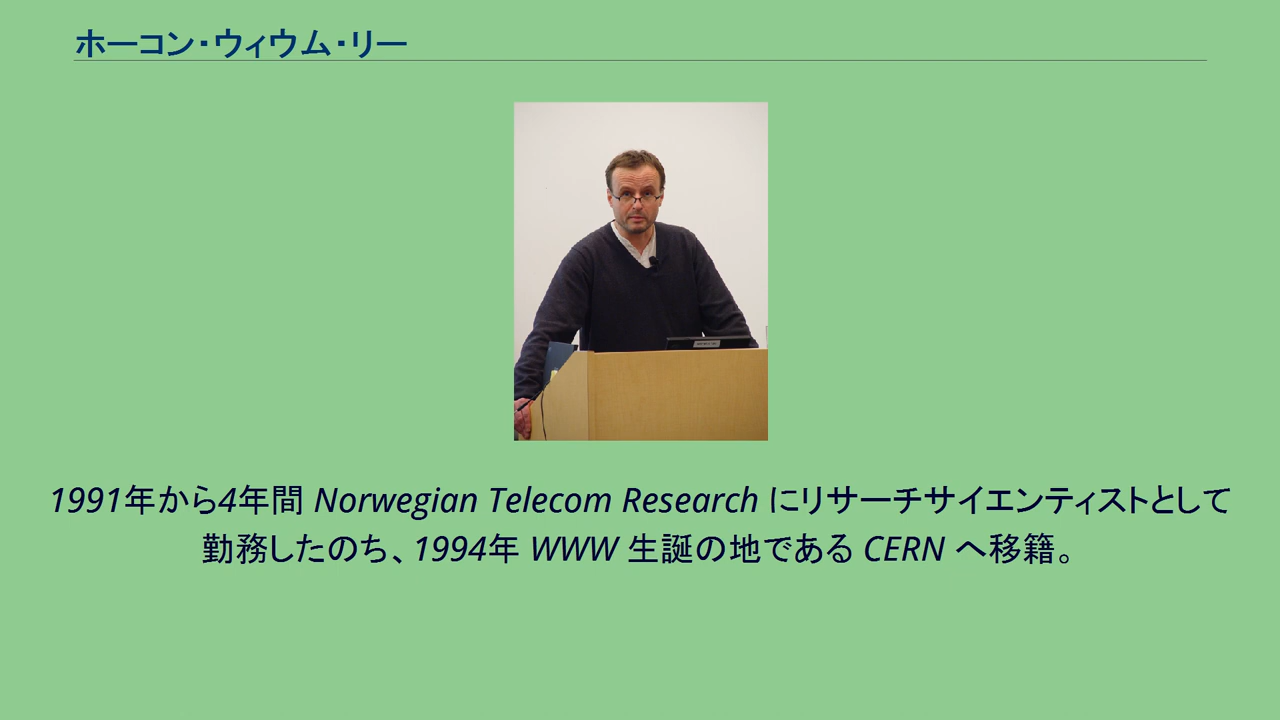 ホーコン・ウィウム・リー
1991年から4年間 Norwegian Telecom Research にリサーチサイエンティストとして
勤務したのち、1994年 WWW 生誕の地である CERN へ移籍。